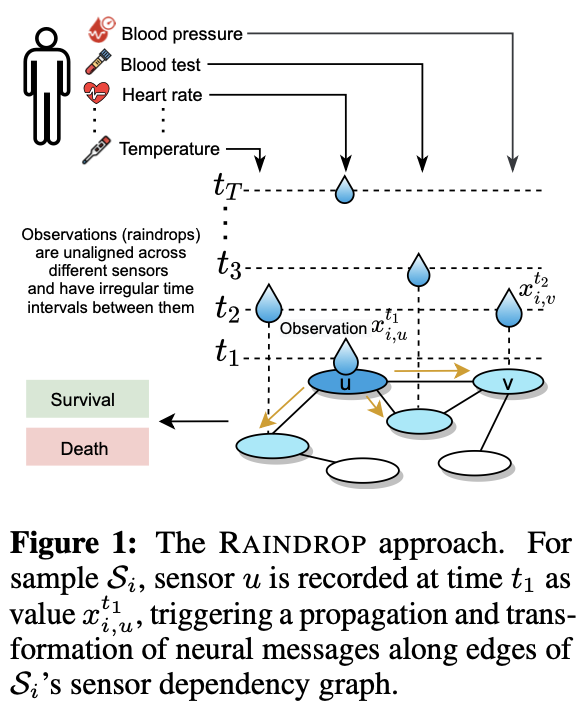 Blood pressure
Blood test
Heart rate
Temperature
t_T
t_3
t_2
t_1
Observations (raindrops)
are unaligned across
different sensors
and have irregular time
intervals between them
x_{i,v}^{t_2}
Observation x_{i,u}^{t_1}
u
v
Survival
Death
Figure 1: The RAINDROP approach. For
sample S_i, sensor u is recorded at time t_1 as
value x_{i,u}^{t_1}, triggering a propagation and trans-
formation of neural messages along edges of
S_i's sensor dependency graph.